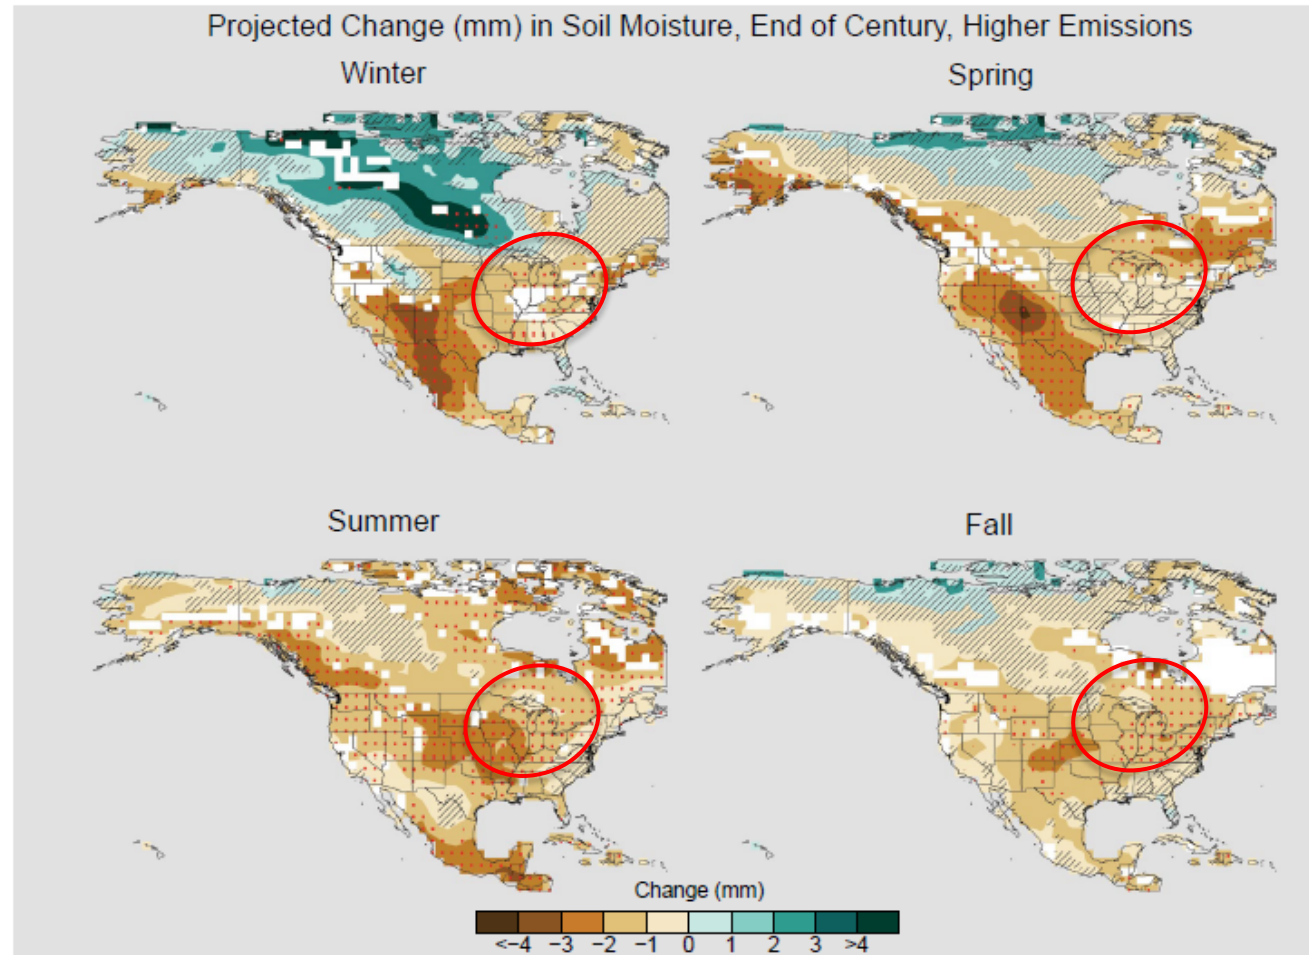 Projected Change (mm) in Soil Moisture, End of Century, Higher Emissions
Winter
Spring
Summer
Fall
Change (mm)
<−4 −3 −2 −1 0 1 2 3 >4